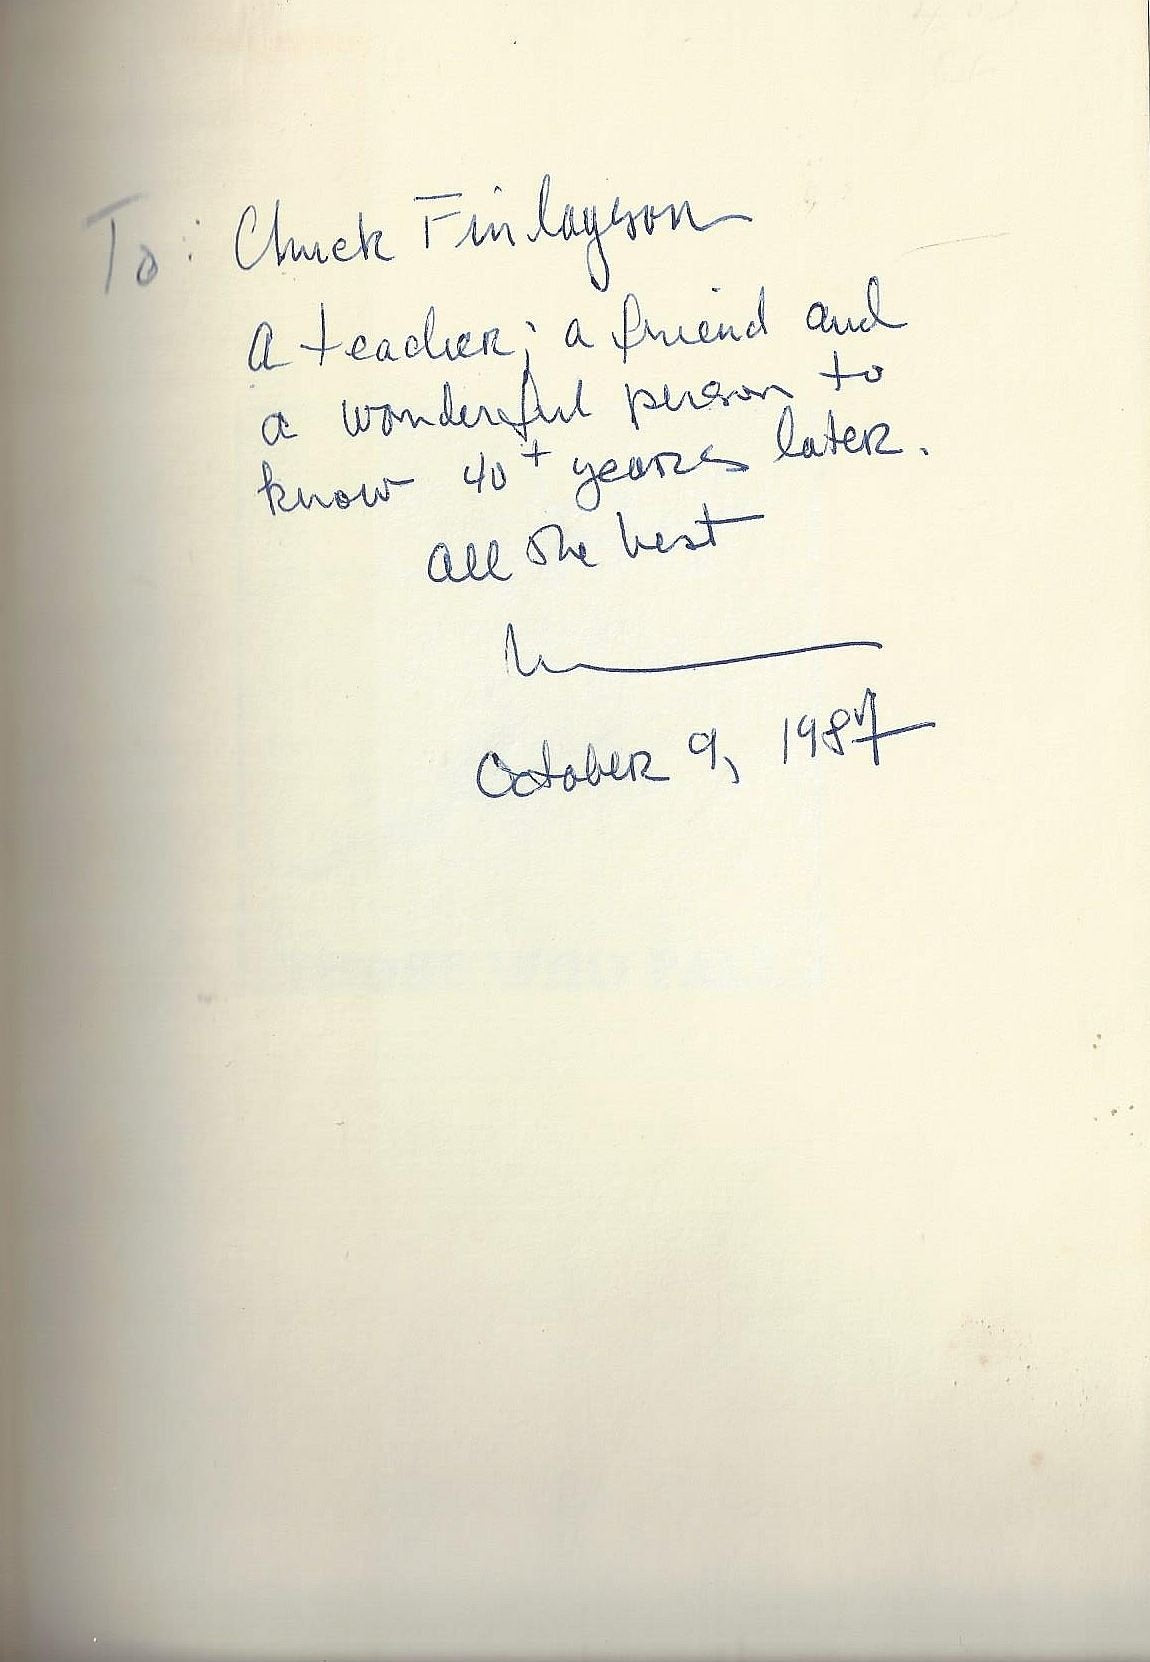 To: Chuck Finlayson
A teacher; a friend and
a wonderful person to
know 40+ years later.
All the best
October 9, 1987